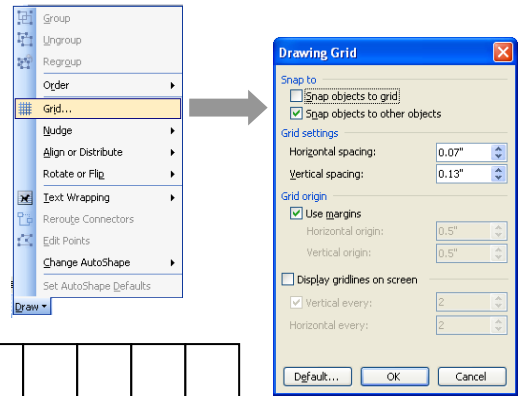 Group
Ungroup
Regroup
Order
Grid...
Nudge
Align or Distribute
Rotate or Flip
Text Wrapping
Reroute Connectors
Edit Points
Change AutoShape
Set AutoShape Defaults
Draw
Drawing Grid
Snap to
Snap objects to grid
Snap objects to other objects
Grid settings
Horizontal spacing: 0.07"
Vertical spacing: 0.13"
Grid origin
Use margins
Horizontal origin: 0.5"
Vertical origin: 0.5"
Display gridlines on screen
Vertical every: 2
Horizontal every: 2
Default... OK Cancel